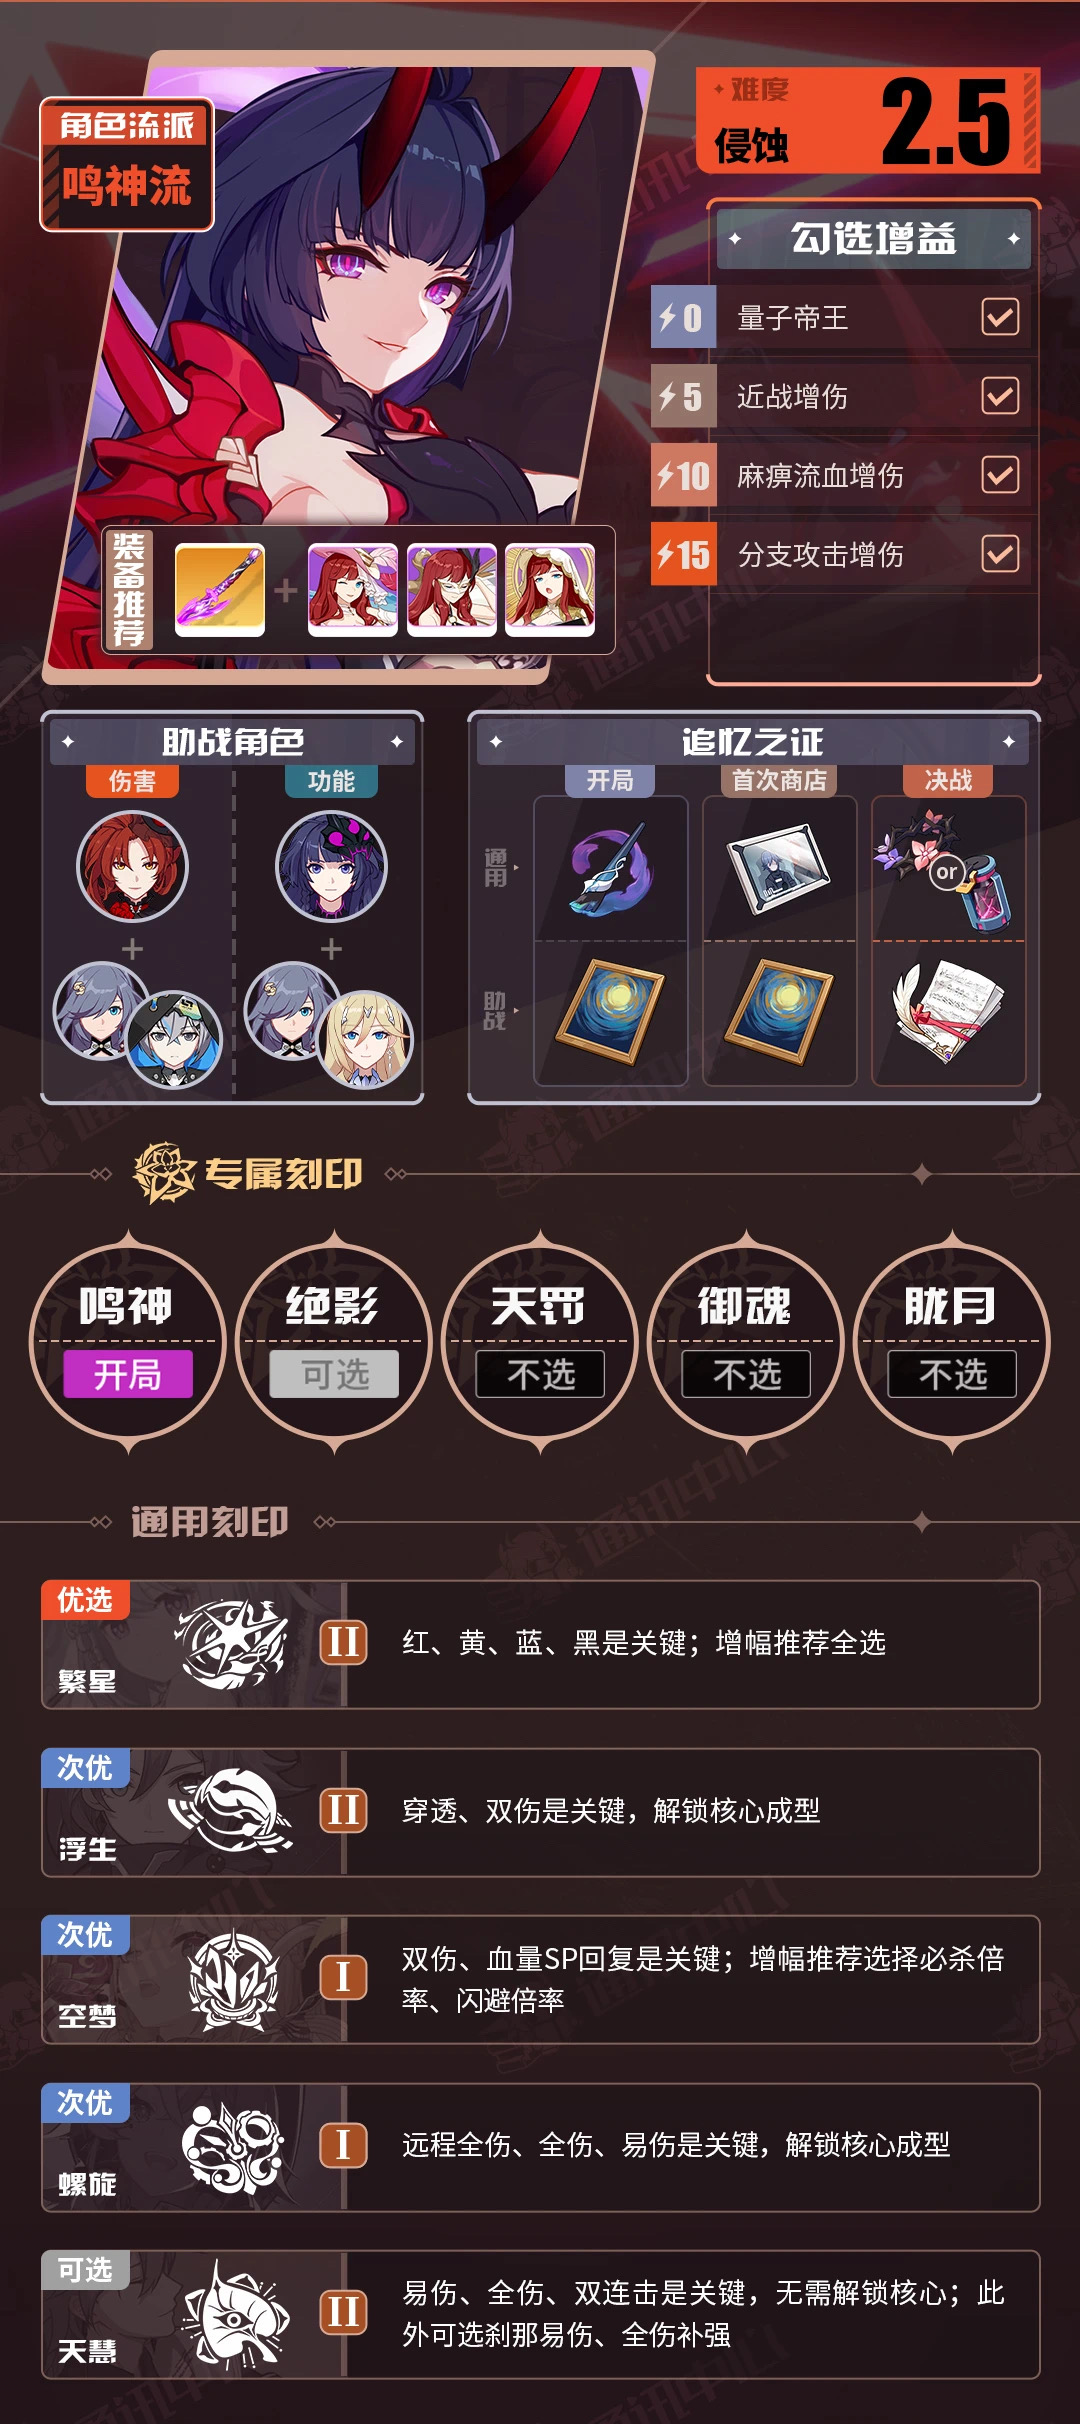 角色流派
鸣神流
难度
侵蚀
2.5
勾选增益
0
量子帝王
5
近战增伤
10
麻痹流血增伤
15
分支攻击增伤
装备推荐
助战角色
伤害
功能
追忆之证
开局
首次商店
决战
通用
or
助战
专属刻印
鸣神
开局
绝影
可选
天罚
不选
御魂
不选
胧月
不选
通用刻印
优选
繁星
II
红、黄、蓝、黑是关键；增幅推荐全选
次优
浮生
II
穿透、双伤是关键，解锁核心成型
次优
空梦
I
双伤、血量SP回复是关键；增幅推荐选择必杀倍
率、闪避倍率
次优
螺旋
I
远程全伤、全伤、易伤是关键，解锁核心成型
可选
天慧
II
易伤、全伤、双连击是关键，无需解锁核心；此
外可选刹那易伤、全伤补强